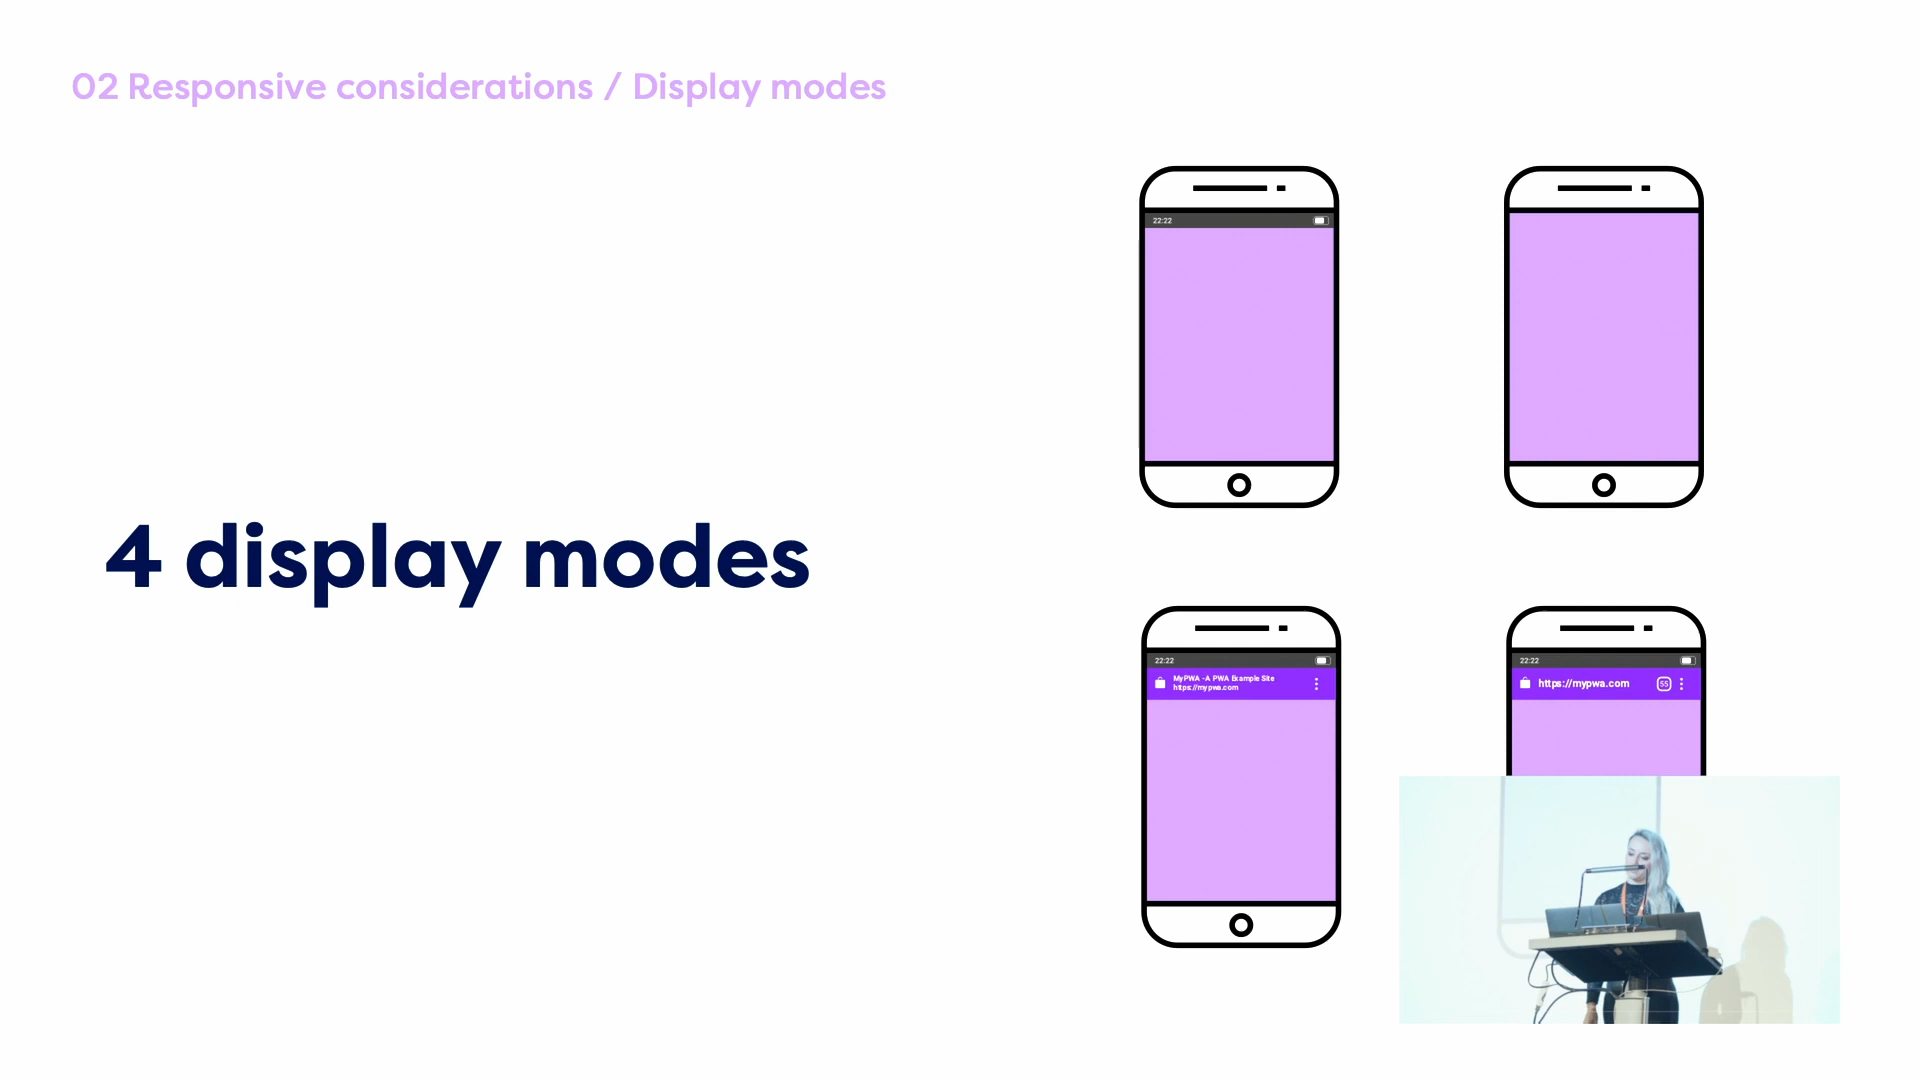 02 Responsive considerations / Display modes
22:22
4 display modes
22:22
MyPWA -A PWA Example Site
https://mypwa.com
22:22
https://mypwa.com
55